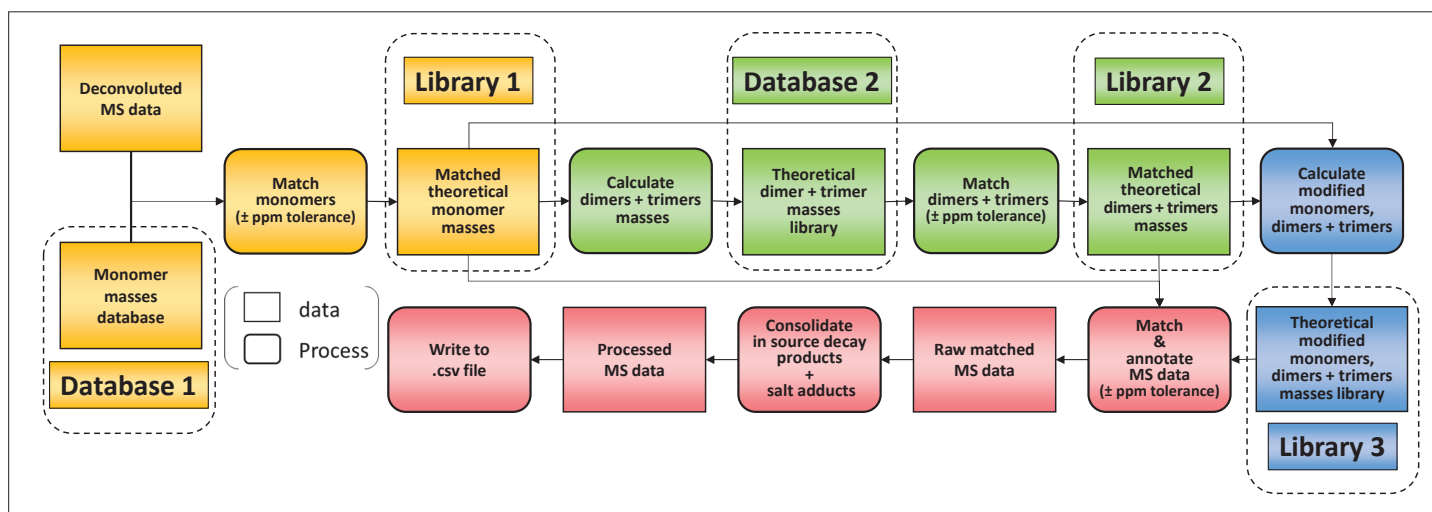 Deconvoluted
MS data
Library 1
Database 2
Library 2
Match
monomers
(± ppm tolerance)
Matched
theoretical
monomer
masses
Calculate
dimers + trimers
masses
Theoretical
dimer + trimer
masses
library
Match
dimers + trimers
(± ppm tolerance)
Matched
theoretical
dimers + trimers
masses
Calculate
modified
monomers,
dimers + trimers
Monomer
masses
database
Database 1
data
Process
Write to
.csv file
Processed
MS data
Consolidate
in source decay
products
+
salt adducts
Raw matched
MS data
Match
&
annotate
MS data
(± ppm tolerance)
Theoretical
modified
monomers,
dimers + trimers
masses library
Library 3